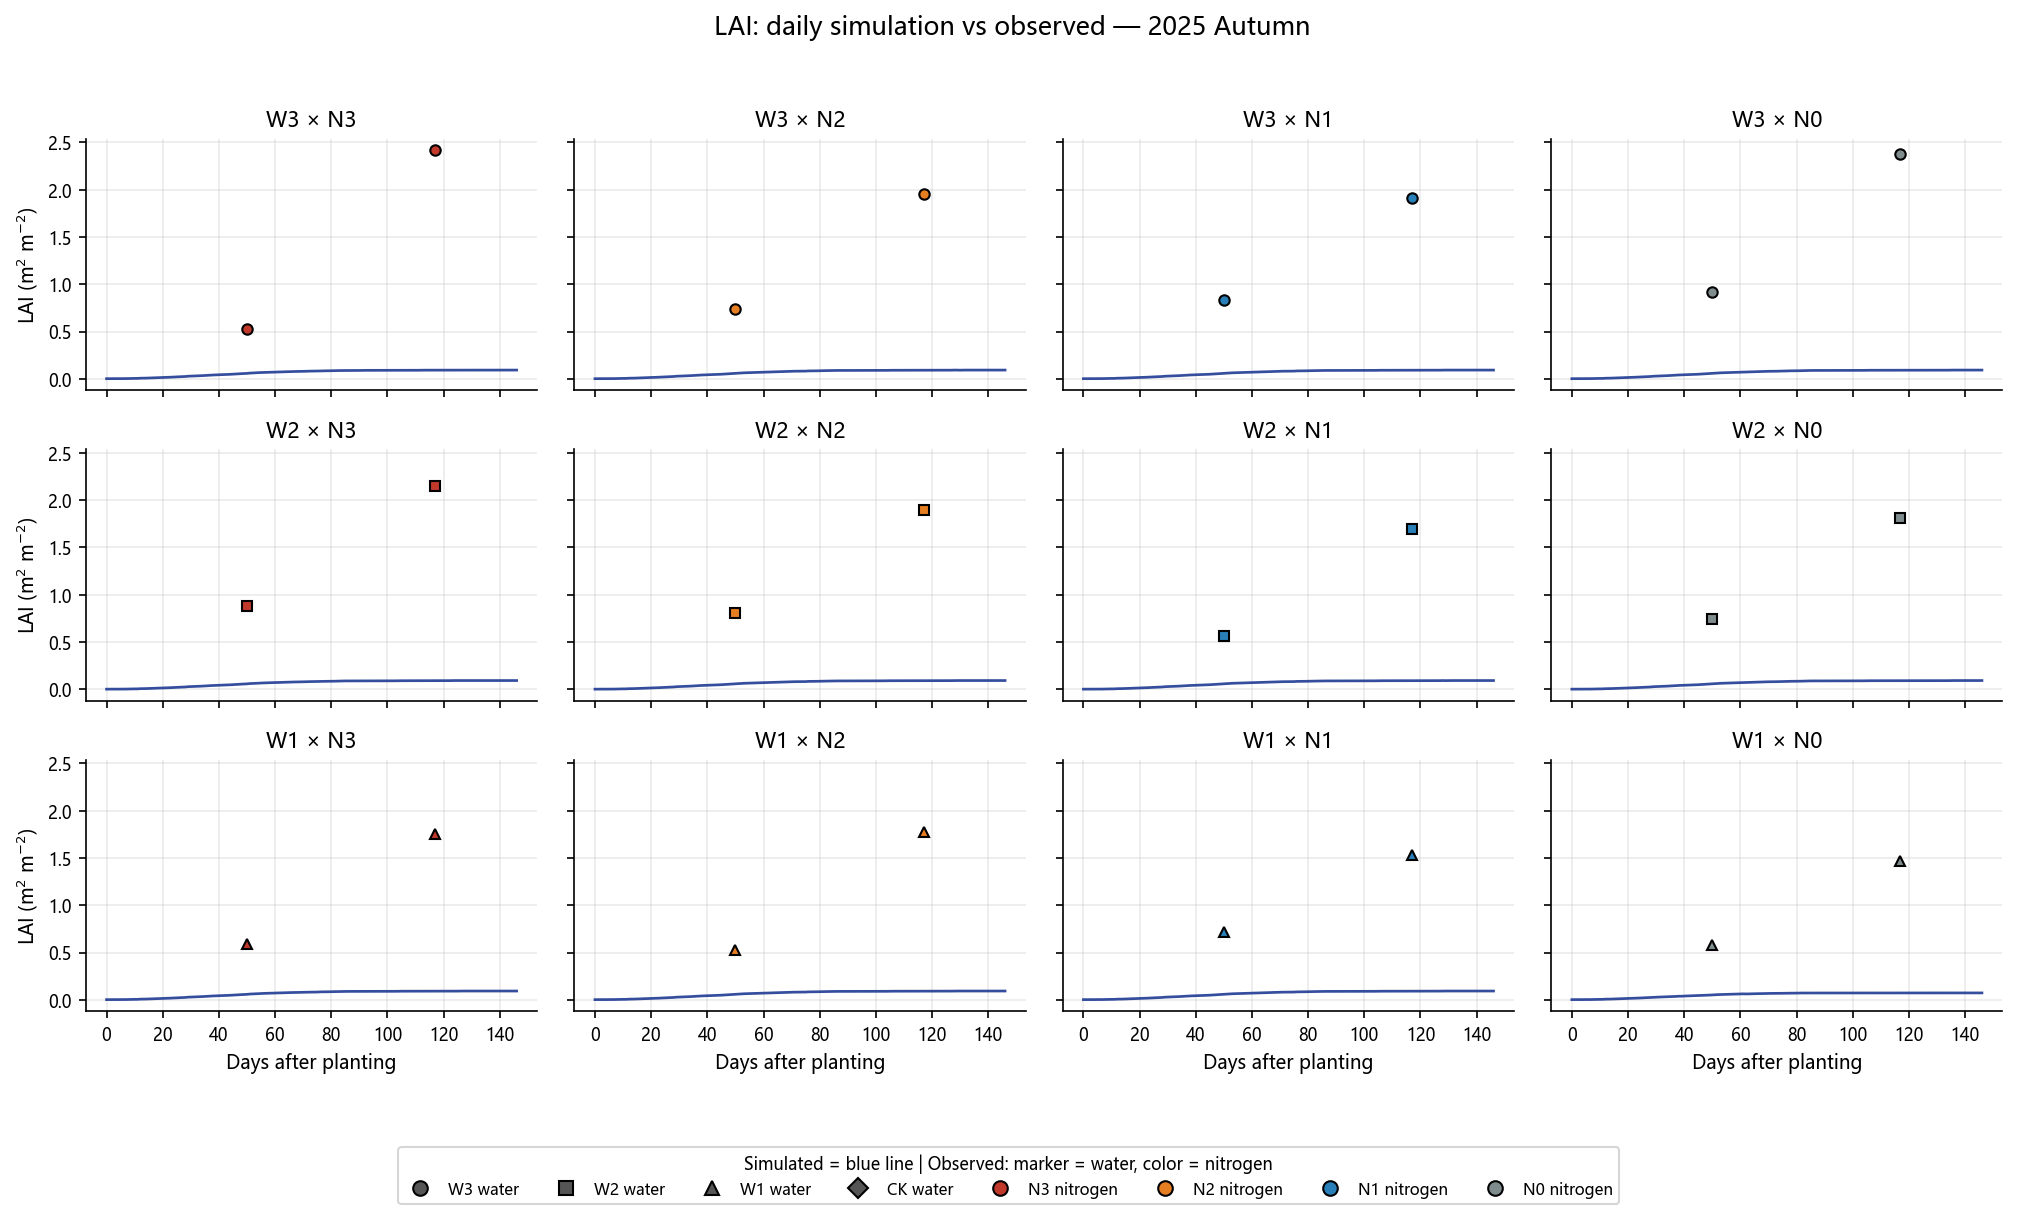 LAI: daily simulation vs observed — 2025 Autumn
W3 × N3
W3 × N2
W3 × N1
W3 × N0
LAI (m² m⁻²)
2.5
2.0
1.5
1.0
0.5
0.0
W2 × N3
W2 × N2
W2 × N1
W2 × N0
LAI (m² m⁻²)
2.5
2.0
1.5
1.0
0.5
0.0
W1 × N3
W1 × N2
W1 × N1
W1 × N0
LAI (m² m⁻²)
2.5
2.0
1.5
1.0
0.5
0.0
0 20 40 60 80 100 120 140
0 20 40 60 80 100 120 140
0 20 40 60 80 100 120 140
0 20 40 60 80 100 120 140
Days after planting
Days after planting
Days after planting
Days after planting
Simulated = blue line | Observed: marker = water, color = nitrogen
W3 water W2 water W1 water CK water N3 nitrogen N2 nitrogen N1 nitrogen N0 nitrogen